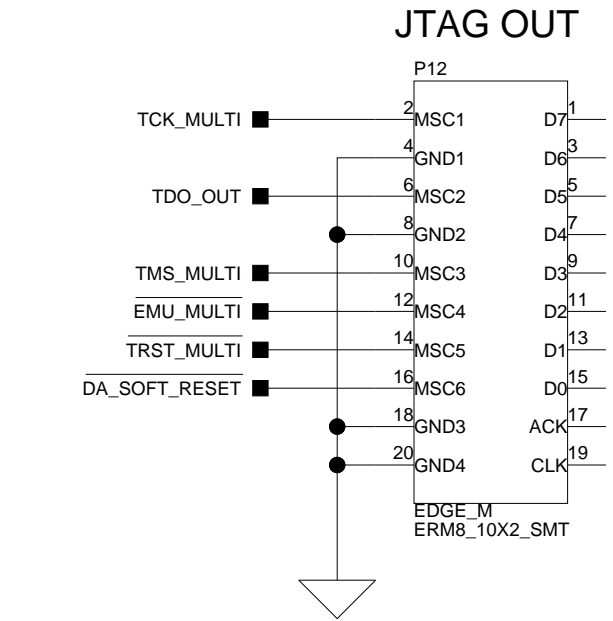 JTAG OUT
P12
TCK_MULTI 2 MSC1 D7 1
4 GND1 D6 3
TDO_OUT 6 MSC2 D5 5
8 GND2 D4 7
TMS_MULTI 10 MSC3 D3 9
EMU_MULTI 12 MSC4 D2 11
TRST_MULTI 14 MSC5 D1 13
DA_SOFT_RESET 16 MSC6 D0 15
18 GND3 ACK 17
20 GND4 CLK 19
EDGE_M
ERM8_10X2_SMT